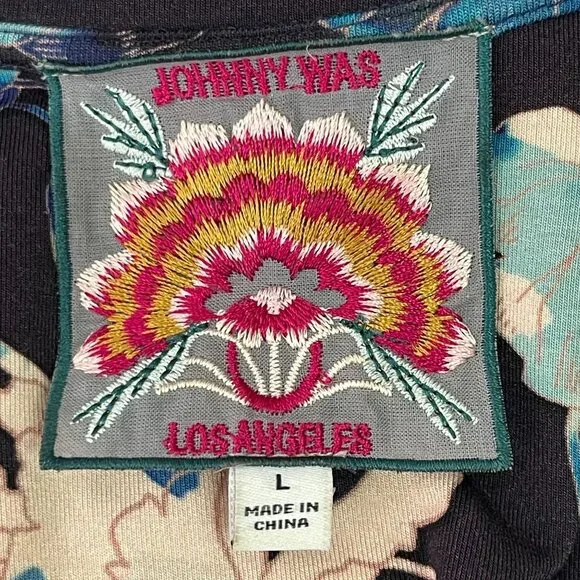 JOHNNY WAS
LOS ANGELES
L
MADE IN
CHINA